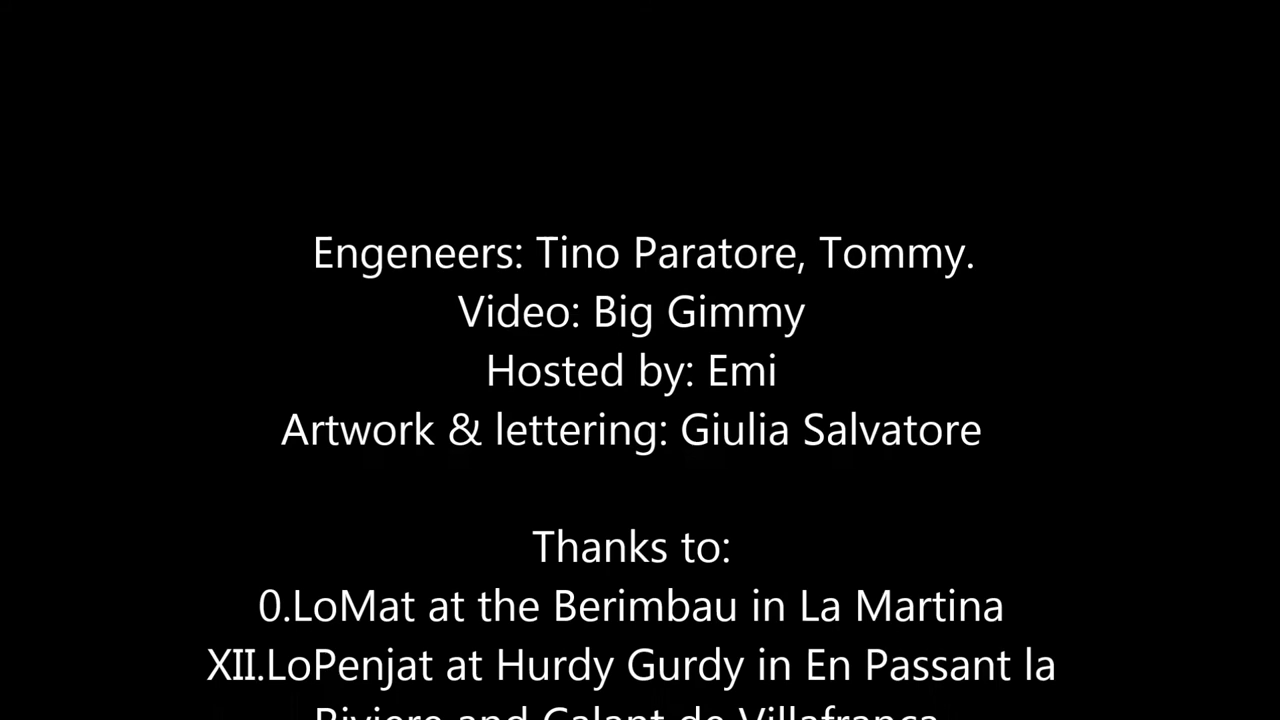 Engeneers: Tino Paratore, Tommy.
Video: Big Gimmy
Hosted by: Emi
Artwork & lettering: Giulia Salvatore
Thanks to:
0.LoMat at the Berimbau in La Martina
XII.LoPenjat at Hurdy Gurdy in En Passant la
Riviere and Galant de Villafranca